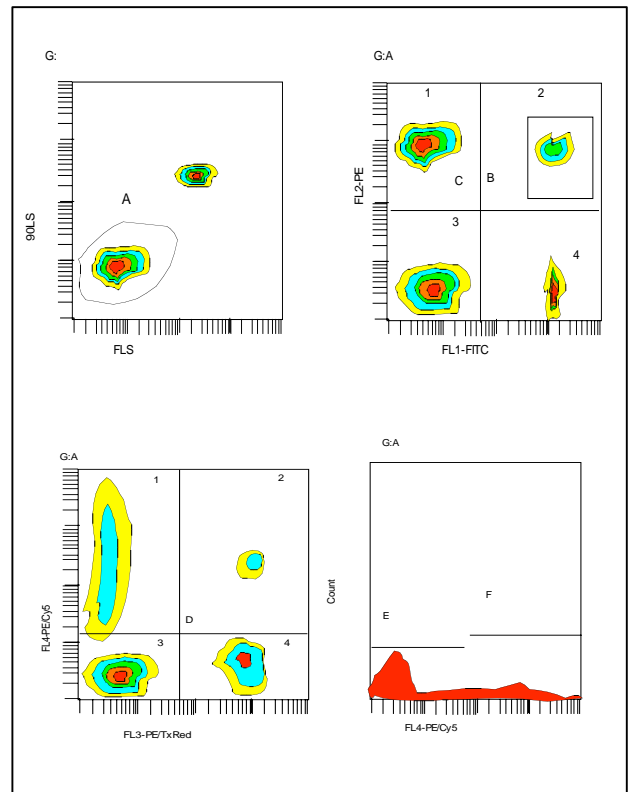 G:
A
90LS
FLS
G:A
1 2
C B
3
4
FL2-PE
FL1-FITC
G:A
1 2
D
3 4
FL4-PE/Cy5
FL3-PE/TxRed
G:A
E F
Count
FL4-PE/Cy5